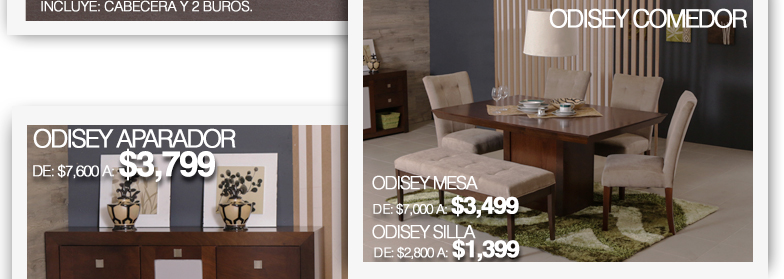 INCLUYE: CABECERA Y 2 BUROS.
ODISEY COMEDOR
ODISEY APARADOR
DE: $7,600 A: $3,799
ODISEY MESA
DE: $7,000 A: $3,499
ODISEY SILLA
DE: $2,800 A: $1,399